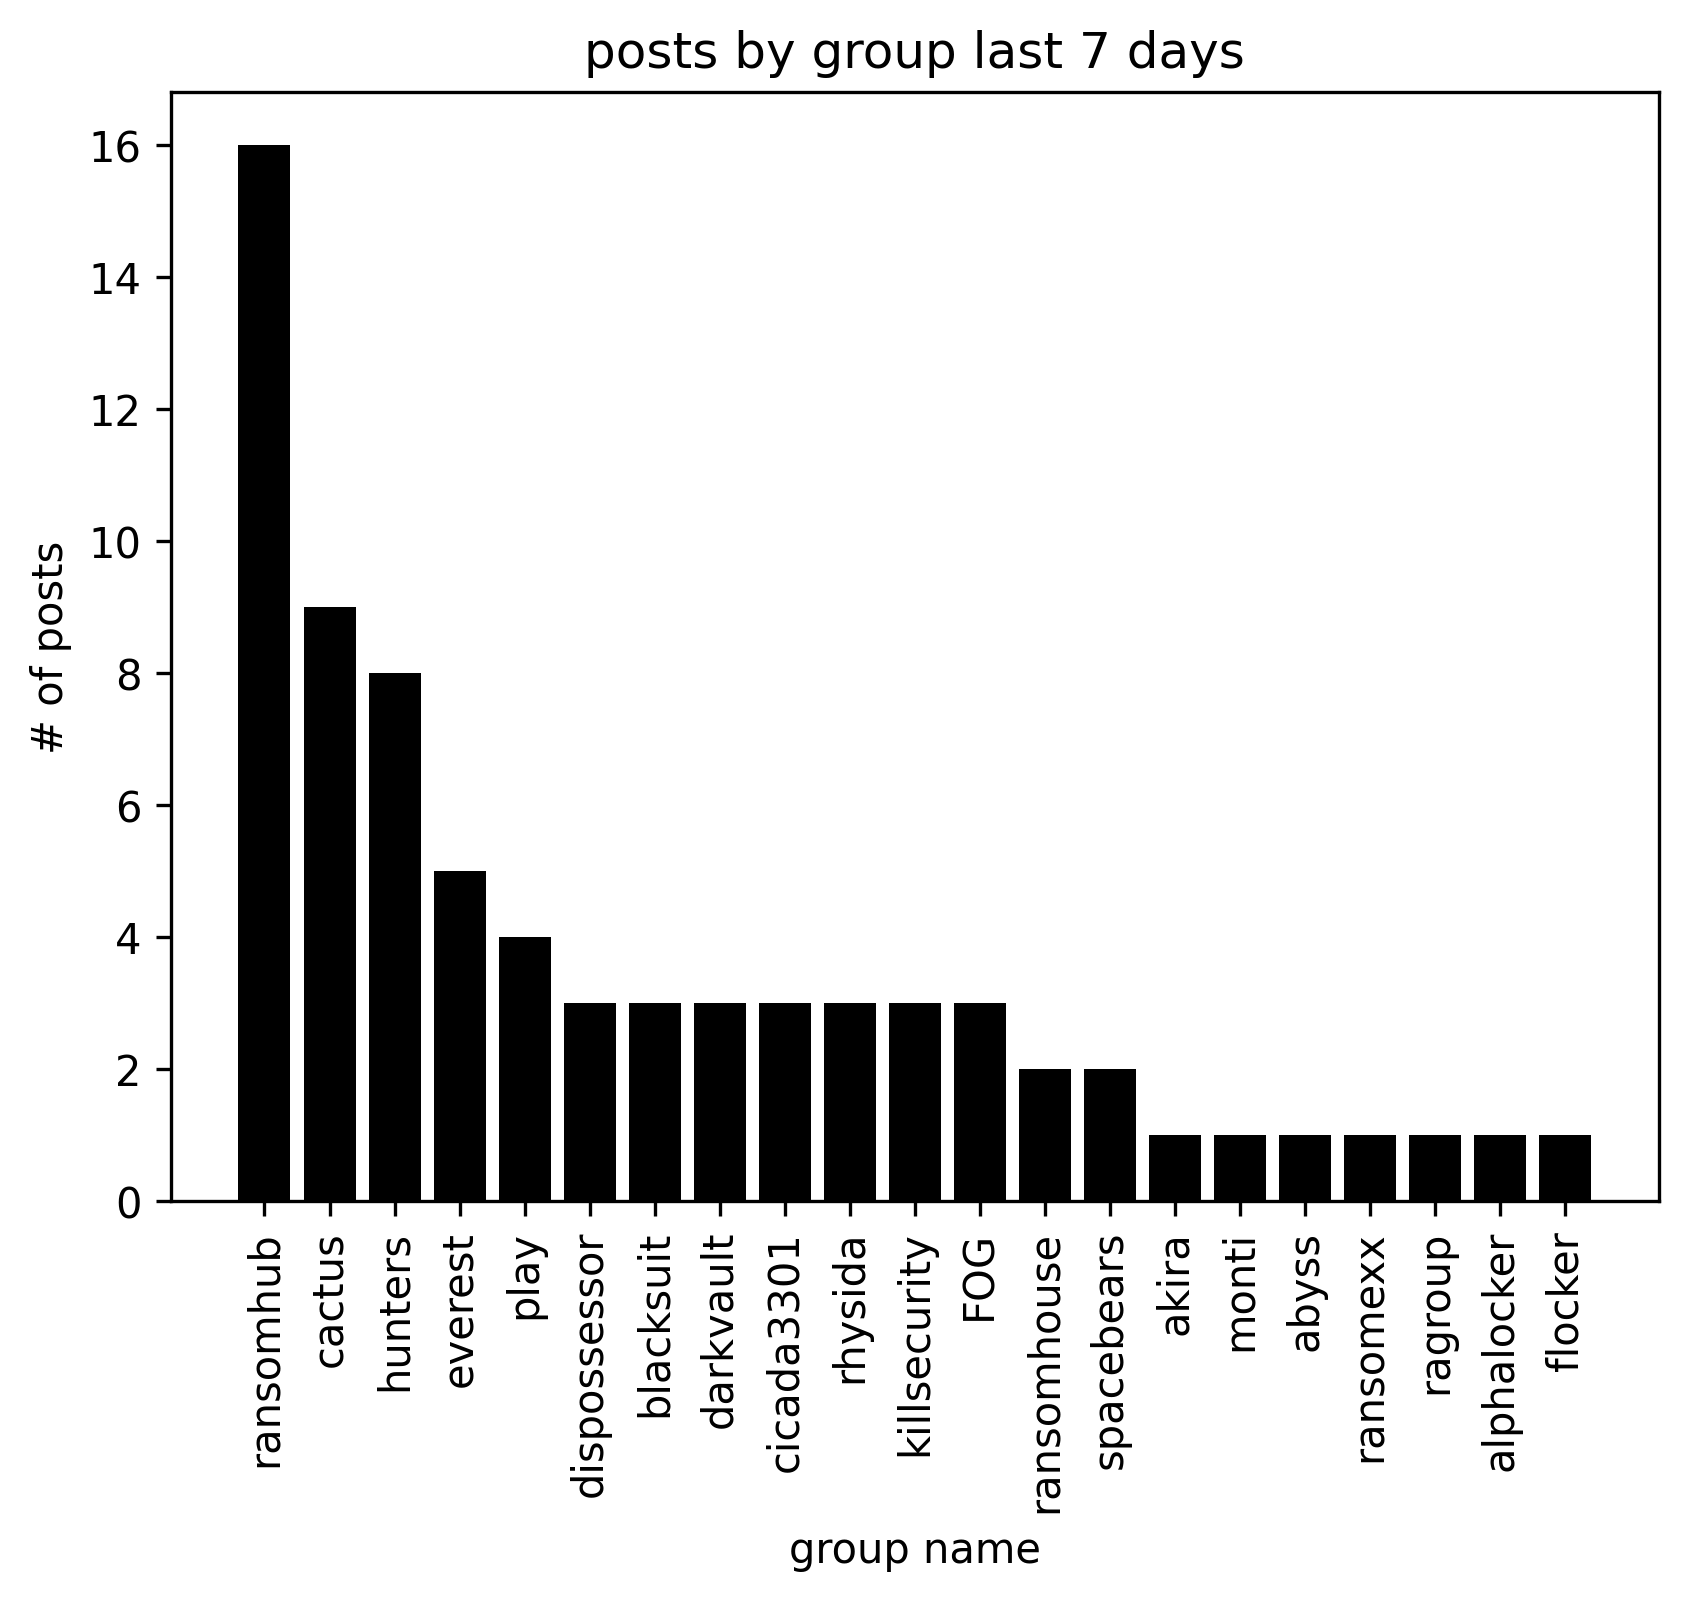 posts by group last 7 days
# of posts
16
14
12
10
8
6
4
2
0
ransomhub
cactus
hunters
everest
play
dispossessor
blacksuit
darkvault
cicada3301
rhysida
killsecurity
FOG
ransomhouse
spacebears
akira
monti
abyss
ransomexx
ragroup
alphalocker
flocker
group name